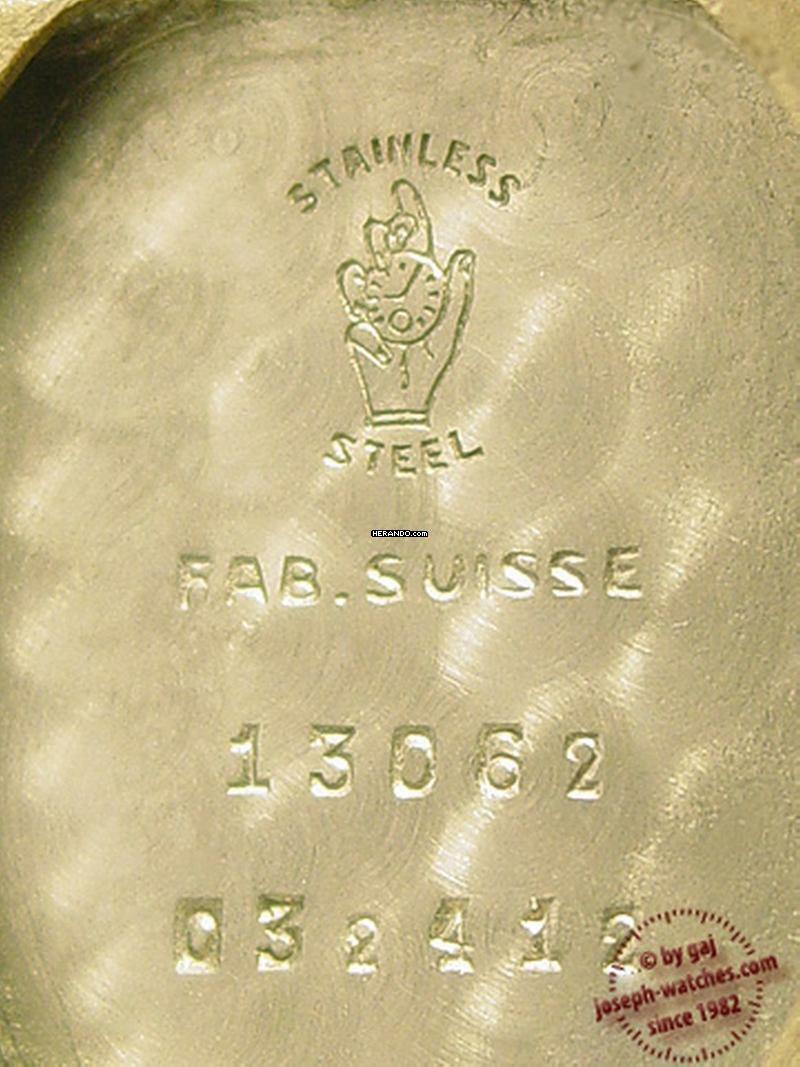 STAINLESS
STEEL
HERANDO.com
FAB. SUISSE
13062
032412
© by gaj
joseph-watches.com
since 1982